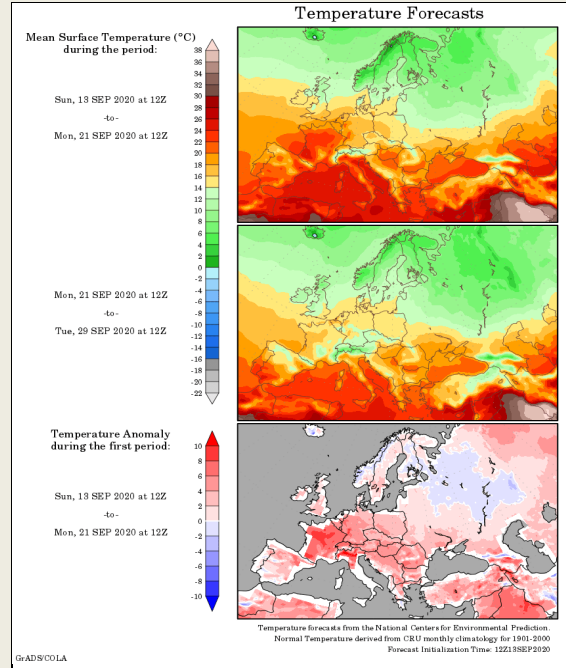 Temperature Forecasts
Mean Surface Temperature (°C)
during the period:
Sun, 13 SEP 2020 at 12Z
-to-
Mon, 21 SEP 2020 at 12Z
38
36
34
32
30
28
26
24
22
20
18
16
14
12
10
8
6
4
2
0
-2
-4
-6
-8
-10
-12
-14
-16
-18
-20
-22
Mon, 21 SEP 2020 at 12Z
-to-
Tue, 29 SEP 2020 at 12Z
Temperature Anomaly
during the first period:
Sun, 13 SEP 2020 at 12Z
-to-
Mon, 21 SEP 2020 at 12Z
10
8
6
4
2
0
-2
-4
-6
-8
-10
Temperature forecasts from the National Centers for Environmental Prediction.
Normal Temperature derived from CRU monthly climatology for 1901-2000
Forecast Initialization Time: 12Z13SEP2020
GrADS/COLA